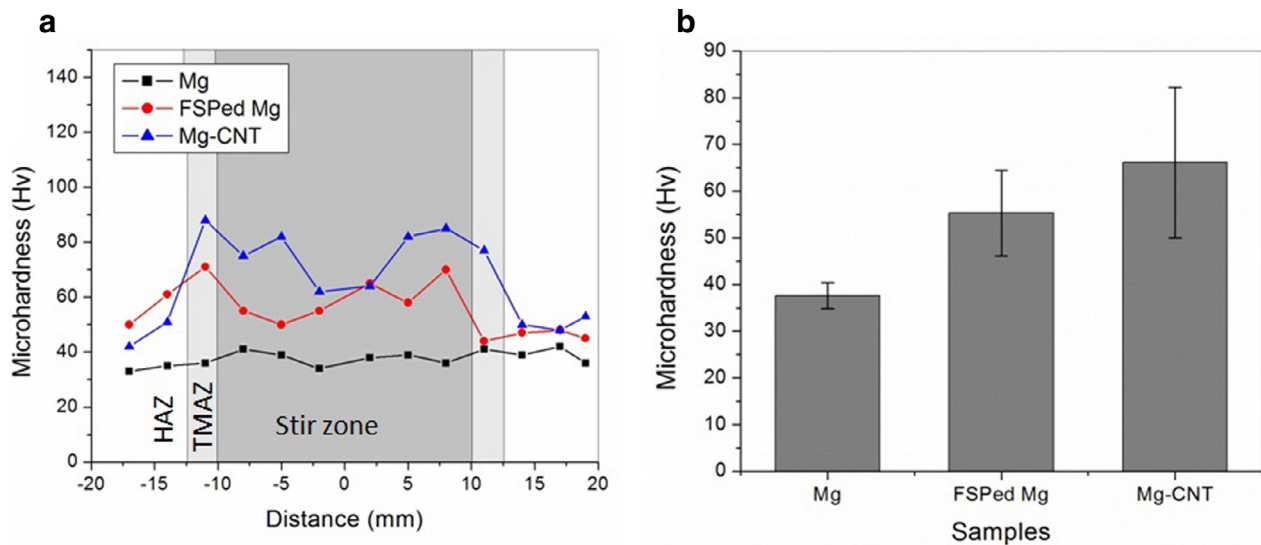 a
Microhardness (Hv)
140
120
100
80
60
40
20
0
Mg
FSPed Mg
Mg-CNT
HAZ
TMAZ
Stir zone
-20 -15 -10 -5 0 5 10 15 20
Distance (mm)
b
Microhardness (Hv)
90
80
70
60
50
40
30
20
10
0
Mg FSPed Mg Mg-CNT
Samples